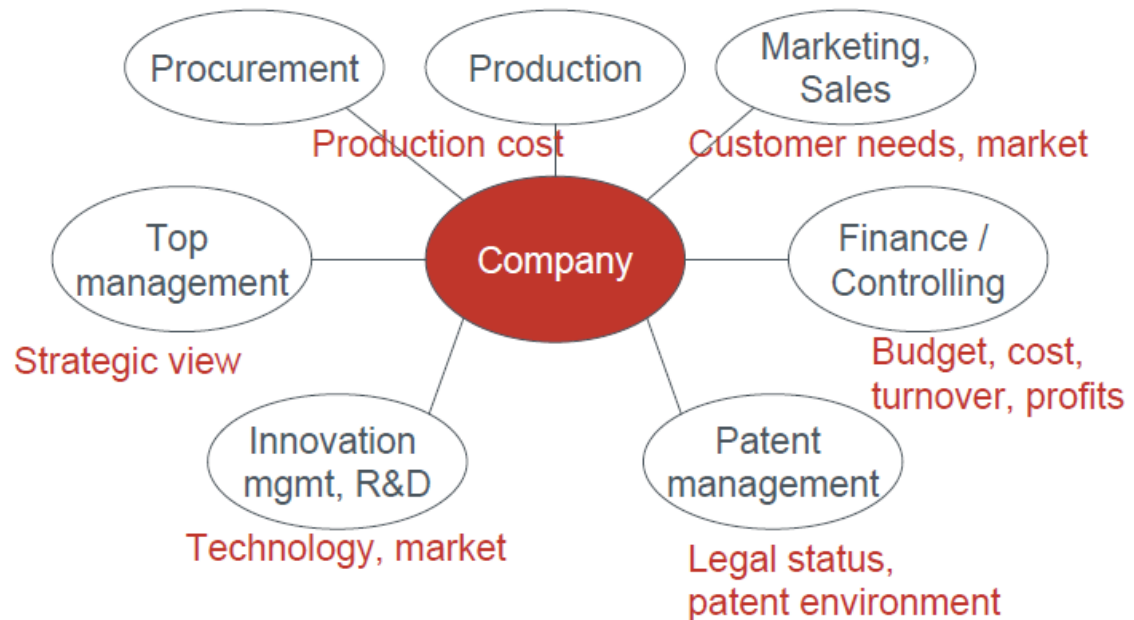 Procurement
Production
Marketing,
Sales
Production cost
Customer needs, market
Top
management
Company
Finance /
Controlling
Strategic view
Budget, cost,
turnover, profits
Innovation
mgmt, R&D
Patent
management
Technology, market
Legal status,
patent environment